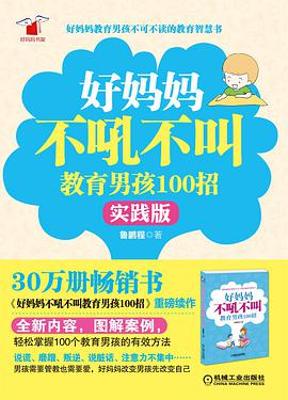 好妈妈书架
好妈妈教育男孩不可不读的教育智慧书
好妈妈
不吼不叫
教育男孩100招
实践版
鲁鹏程◎著
30万册畅销书
《好妈妈不吼不叫教育男孩100招》重磅续作
全新内容，图解案例，
轻松掌握100个教育男孩的有效方法
说谎、磨蹭、叛逆、说脏话、注意力不集中……
男孩需要管教也需要爱，好妈妈改变男孩先改变自己
好妈妈
不吼不叫
教育男孩100招
机械工业出版社
CHINA MACHINE PRESS